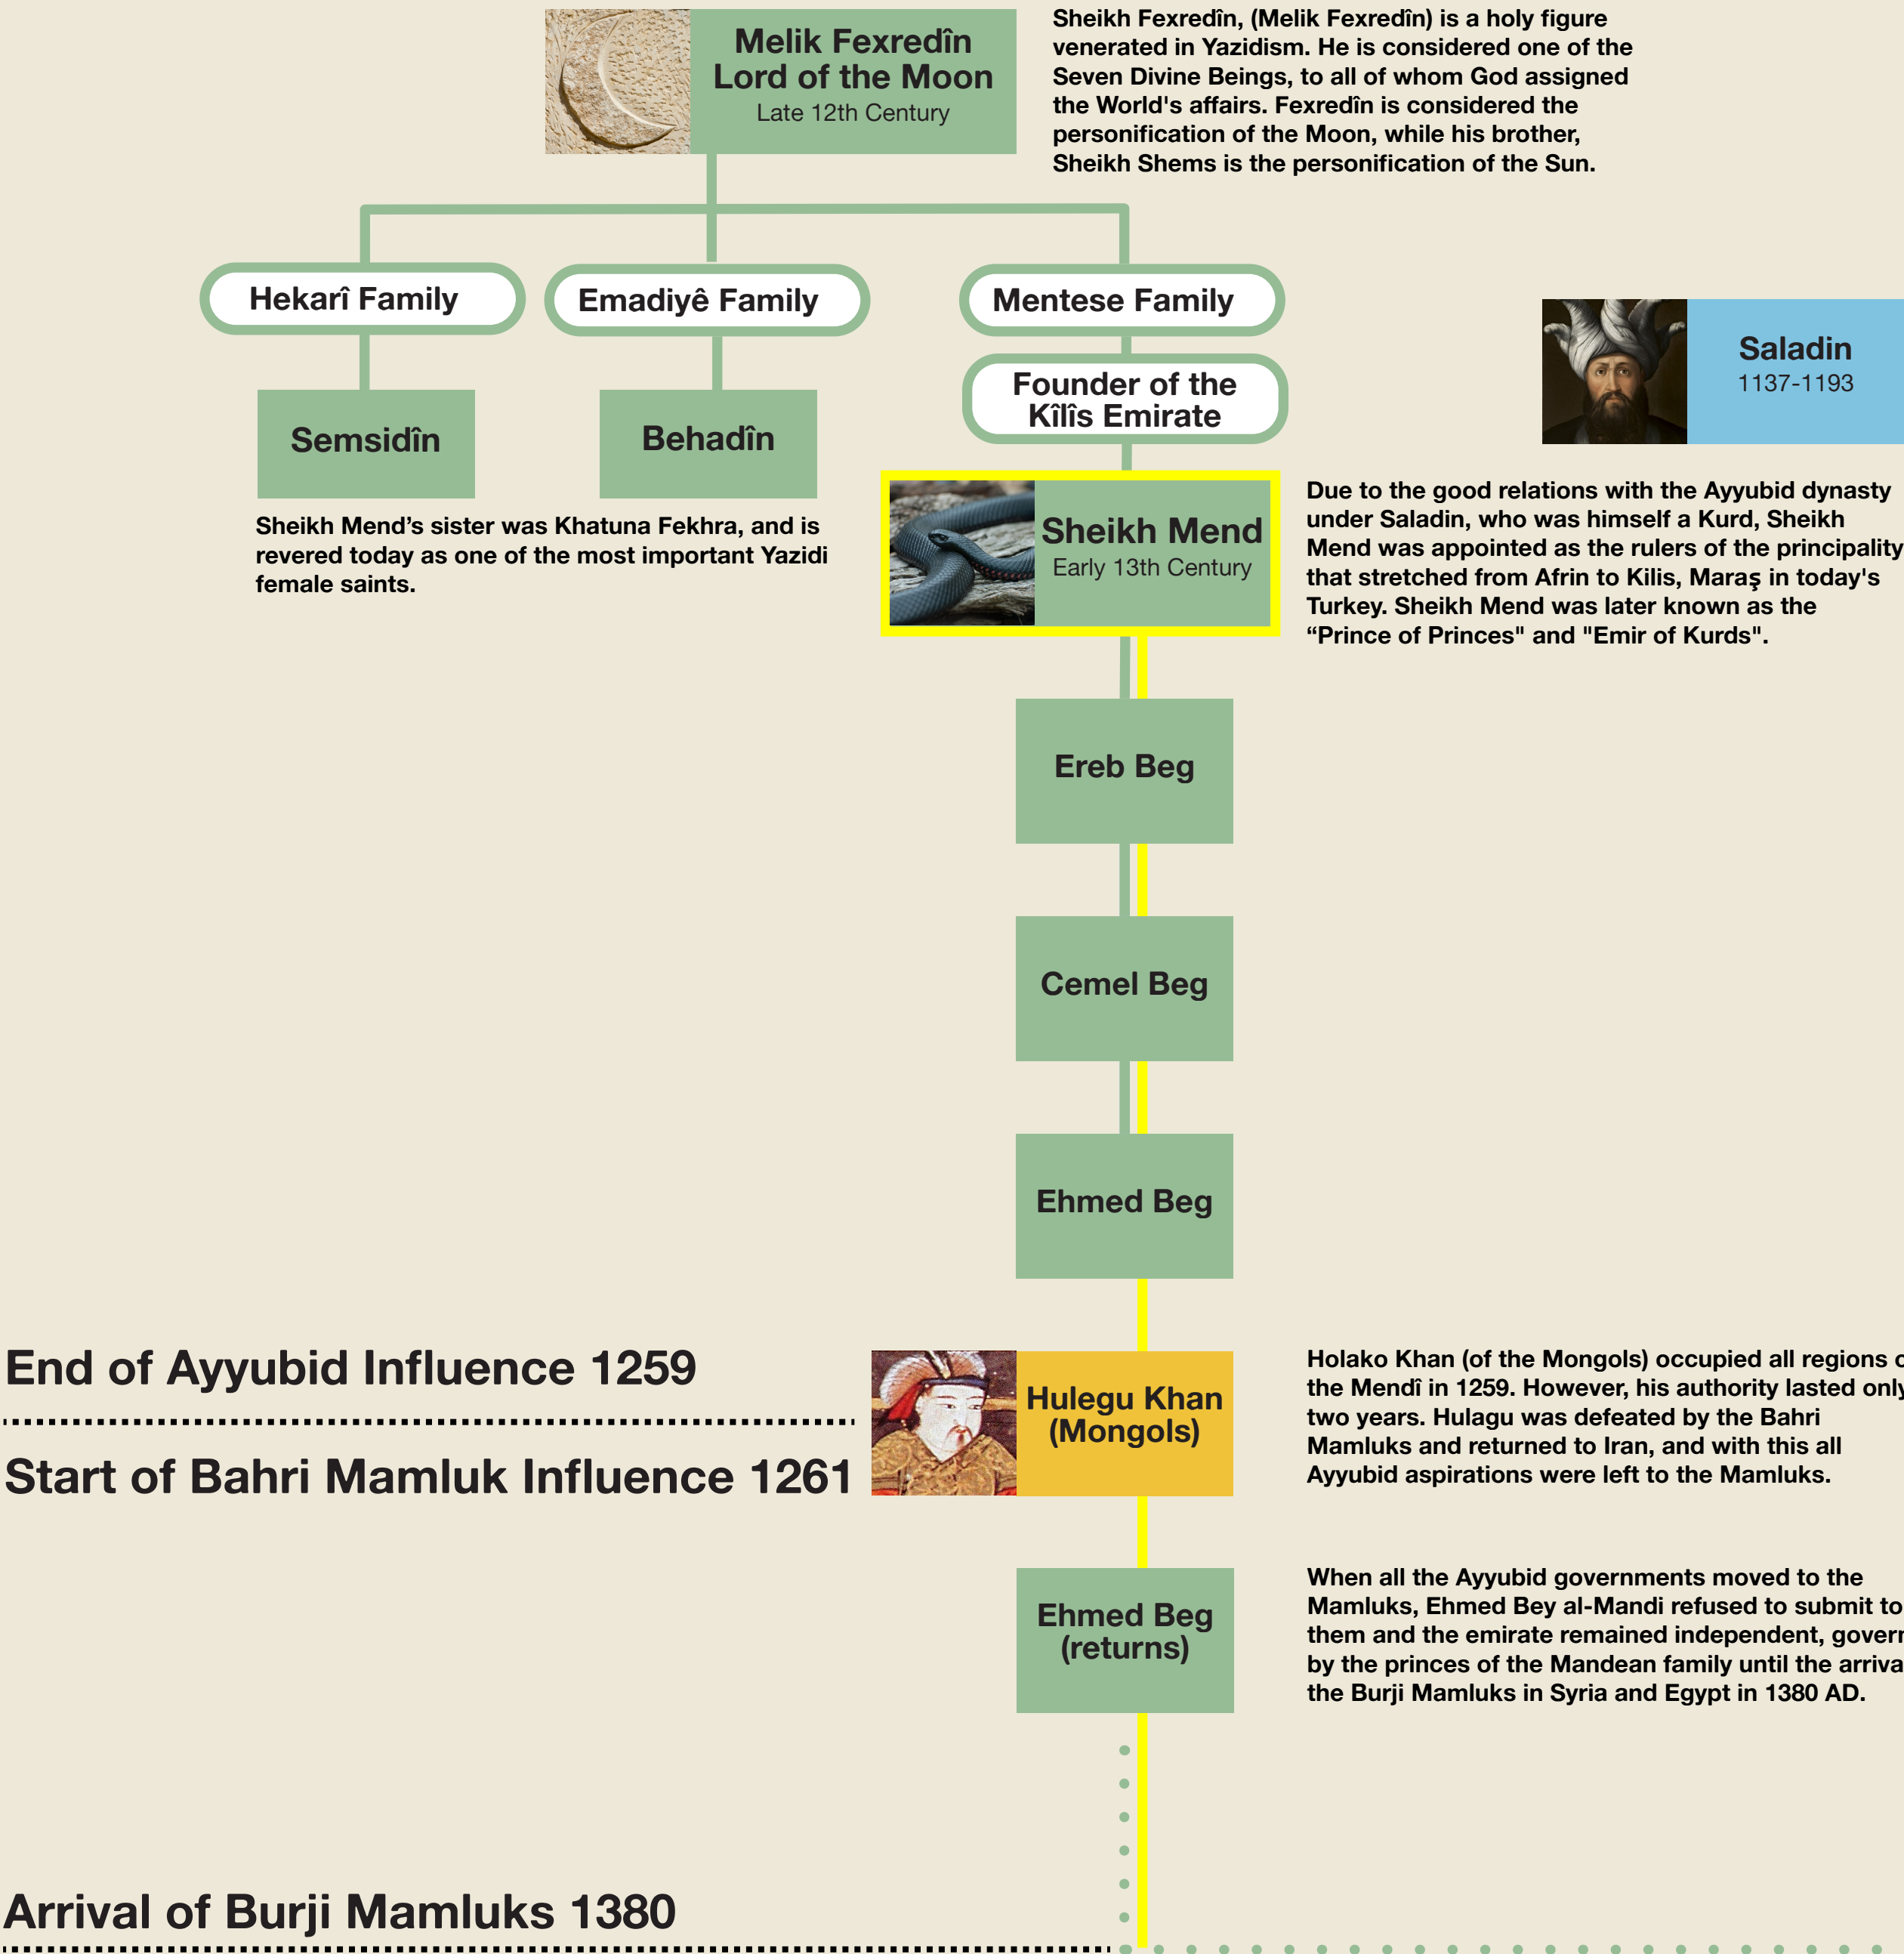 Melik Fexredîn
Lord of the Moon
Late 12th Century
Sheikh Fexredîn, (Melik Fexredîn) is a holy figure
venerated in Yazidism. He is considered one of the
Seven Divine Beings, to all of whom God assigned
the World's affairs. Fexredîn is considered the
personification of the Moon, while his brother,
Sheikh Shems is the personification of the Sun.
Hekarî Family
Emadiyê Family
Mentese Family
Founder of the
Kîlîs Emirate
Saladin
1137-1193
Semsidîn
Behadîn
Sheikh Mend’s sister was Khatuna Fekhra, and is
revered today as one of the most important Yazidi
female saints.
Sheikh Mend
Early 13th Century
Due to the good relations with the Ayyubid dynasty
under Saladin, who was himself a Kurd, Sheikh
Mend was appointed as the rulers of the principality
that stretched from Afrin to Kilis, Maraş in today's
Turkey. Sheikh Mend was later known as the
“Prince of Princes" and "Emir of Kurds".
Ereb Beg
Cemel Beg
Ehmed Beg
End of Ayyubid Influence 1259
Start of Bahri Mamluk Influence 1261
Hulegu Khan
(Mongols)
Holako Khan (of the Mongols) occupied all regions
the Mendî in 1259. However, his authority lasted only
two years. Hulagu was defeated by the Bahri
Mamluks and returned to Iran, and with this all
Ayyubid aspirations were left to the Mamluks.
Ehmed Beg
(returns)
When all the Ayyubid governments moved to the
Mamluks, Ehmed Bey al-Mandi refused to submit to
them and the emirate remained independent,
by the princes of the Mandean family until the
the Burji Mamluks in Syria and Egypt in 1380 AD.
Arrival of Burji Mamluks 1380